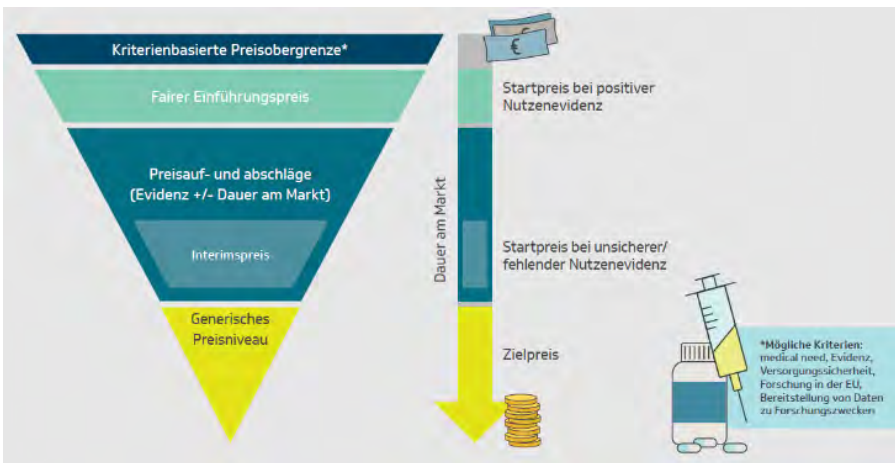 Kriterienbasierte Preisobergrenze*
€
€
Fairer Einführungspreis
Startpreis bei positiver
Nutzenevidenz
Preisauf- und abschläge
(Evidenz +/- Dauer am Markt)
Dauer am Markt
Interimspreis
Startpreis bei unsicherer/
fehlender Nutzenevidenz
Generisches
Preisniveau
Zielpreis
*Mögliche Kriterien:
medical need, Evidenz,
Versorgungssicherheit,
Forschung in der EU,
Bereitstellung von Daten
zu Forschungszwecken